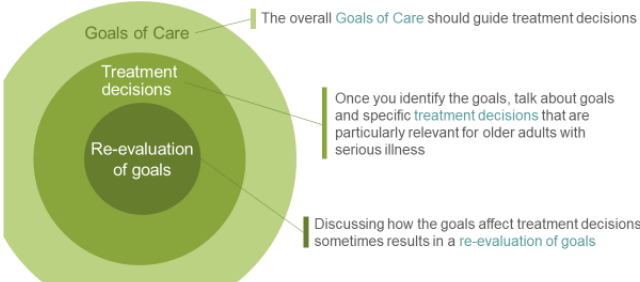 Goals of Care
The overall Goals of Care should guide treatment decisions
Treatment
decisions
Once you identify the goals, talk about goals
and specific treatment decisions that are
particularly relevant for older adults with
serious illness
Re-evaluation
of goals
Discussing how the goals affect treatment decisions
sometimes results in a re-evaluation of goals